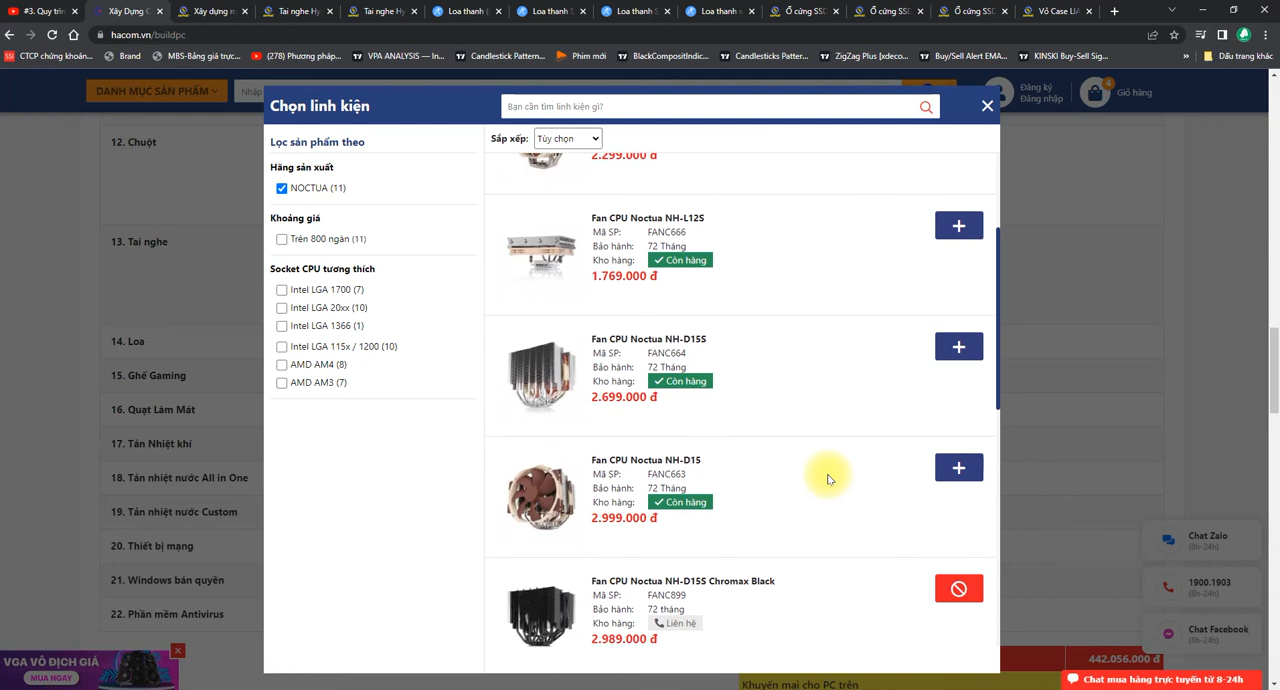 #3. Quy trì
Xây Dựng C
Xây dựng m
Tai nghe Hy
Tai nghe Hy
Loa thanh (
Loa thanh S
Loa thanh S
Loa thanh s
Ổ cứng SSD
Ổ cứng SSD
Ổ cứng SSD
Vỏ Case LIA
hacom.vn/buildpc
CTCP chứng khoán...
Brand
MBS-Bảng giá trực...
(278) Phương pháp...
VPA ANALYSIS — In...
Candlestick Pattern...
Phim mới
BlackCompositIndic...
Candlesticks Patter...
ZigZag Plus [xdeco...
Buy/Sell Alert EMA...
KINSKI Buy-Sell Sig...
»
Dấu trang khác
DANH MỤC SẢN PHẨM
Nhập
Đăng ký
Đăng nhập
4
Giỏ hàng
Chọn linh kiện
Bạn cần tìm linh kiện gì?
Lọc sản phẩm theo
Hãng sản xuất
NOCTUA (11)
Khoảng giá
Trên 800 ngàn (11)
Socket CPU tương thích
Intel LGA 1700 (7)
Intel LGA 20xx (10)
Intel LGA 1366 (1)
Intel LGA 115x / 1200 (10)
AMD AM4 (8)
AMD AM3 (7)
Sắp xếp: Tùy chọn
2.299.000 đ
Fan CPU Noctua NH-L12S
Mã SP: FANC666
Bảo hành: 72 Tháng
Kho hàng: Còn hàng
1.769.000 đ
Fan CPU Noctua NH-D15S
Mã SP: FANC664
Bảo hành: 72 Tháng
Kho hàng: Còn hàng
2.699.000 đ
Fan CPU Noctua NH-D15
Mã SP: FANC663
Bảo hành: 72 Tháng
Kho hàng: Còn hàng
2.999.000 đ
Fan CPU Noctua NH-D15S Chromax Black
Mã SP: FANC899
Bảo hành: 72 tháng
Kho hàng: Liên hệ
2.989.000 đ
12. Chuột
13. Tai nghe
14. Loa
15. Ghế Gaming
16. Quạt Làm Mát
17. Tản Nhiệt khí
18. Tản nhiệt nước All in One
19. Tản nhiệt nước Custom
20. Thiết bị mạng
21. Windows bản quyền
22. Phần mềm Antivirus
Chat Zalo
(8h-24h)
1900.1903
(8h-24h)
Chat Facebook
(8h-24h)
VGA VÔ ĐỊCH GIÁ
MUA NGAY
442.056.000 đ
Khuyến mại cho PC trên
Chat mua hàng trực tuyến từ 8-24h